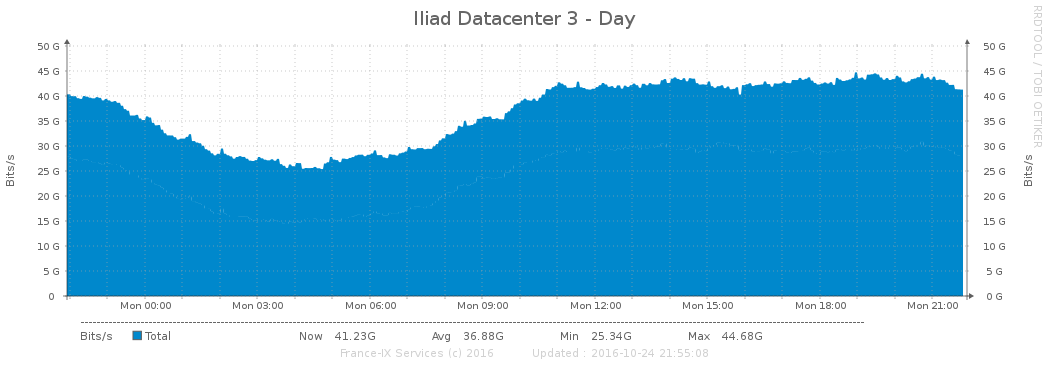 Iliad Datacenter 3 - Day
RRDTOOL / TOBI OETIKER
50 G 50 G
45 G 45 G
40 G 40 G
35 G 35 G
30 G 30 G
25 G 25 G
20 G 20 G
15 G 15 G
10 G 10 G
5 G 5 G
0 0 G
Bits/s Bits/s
Mon 00:00 Mon 03:00 Mon 06:00 Mon 09:00 Mon 12:00 Mon 15:00 Mon 18:00 Mon 21:00
Bits/s Total Now 41.23G Avg 36.88G Min 25.34G Max 44.68G
France-IX Services (c) 2016 Updated : 2016-10-24 21:55:08